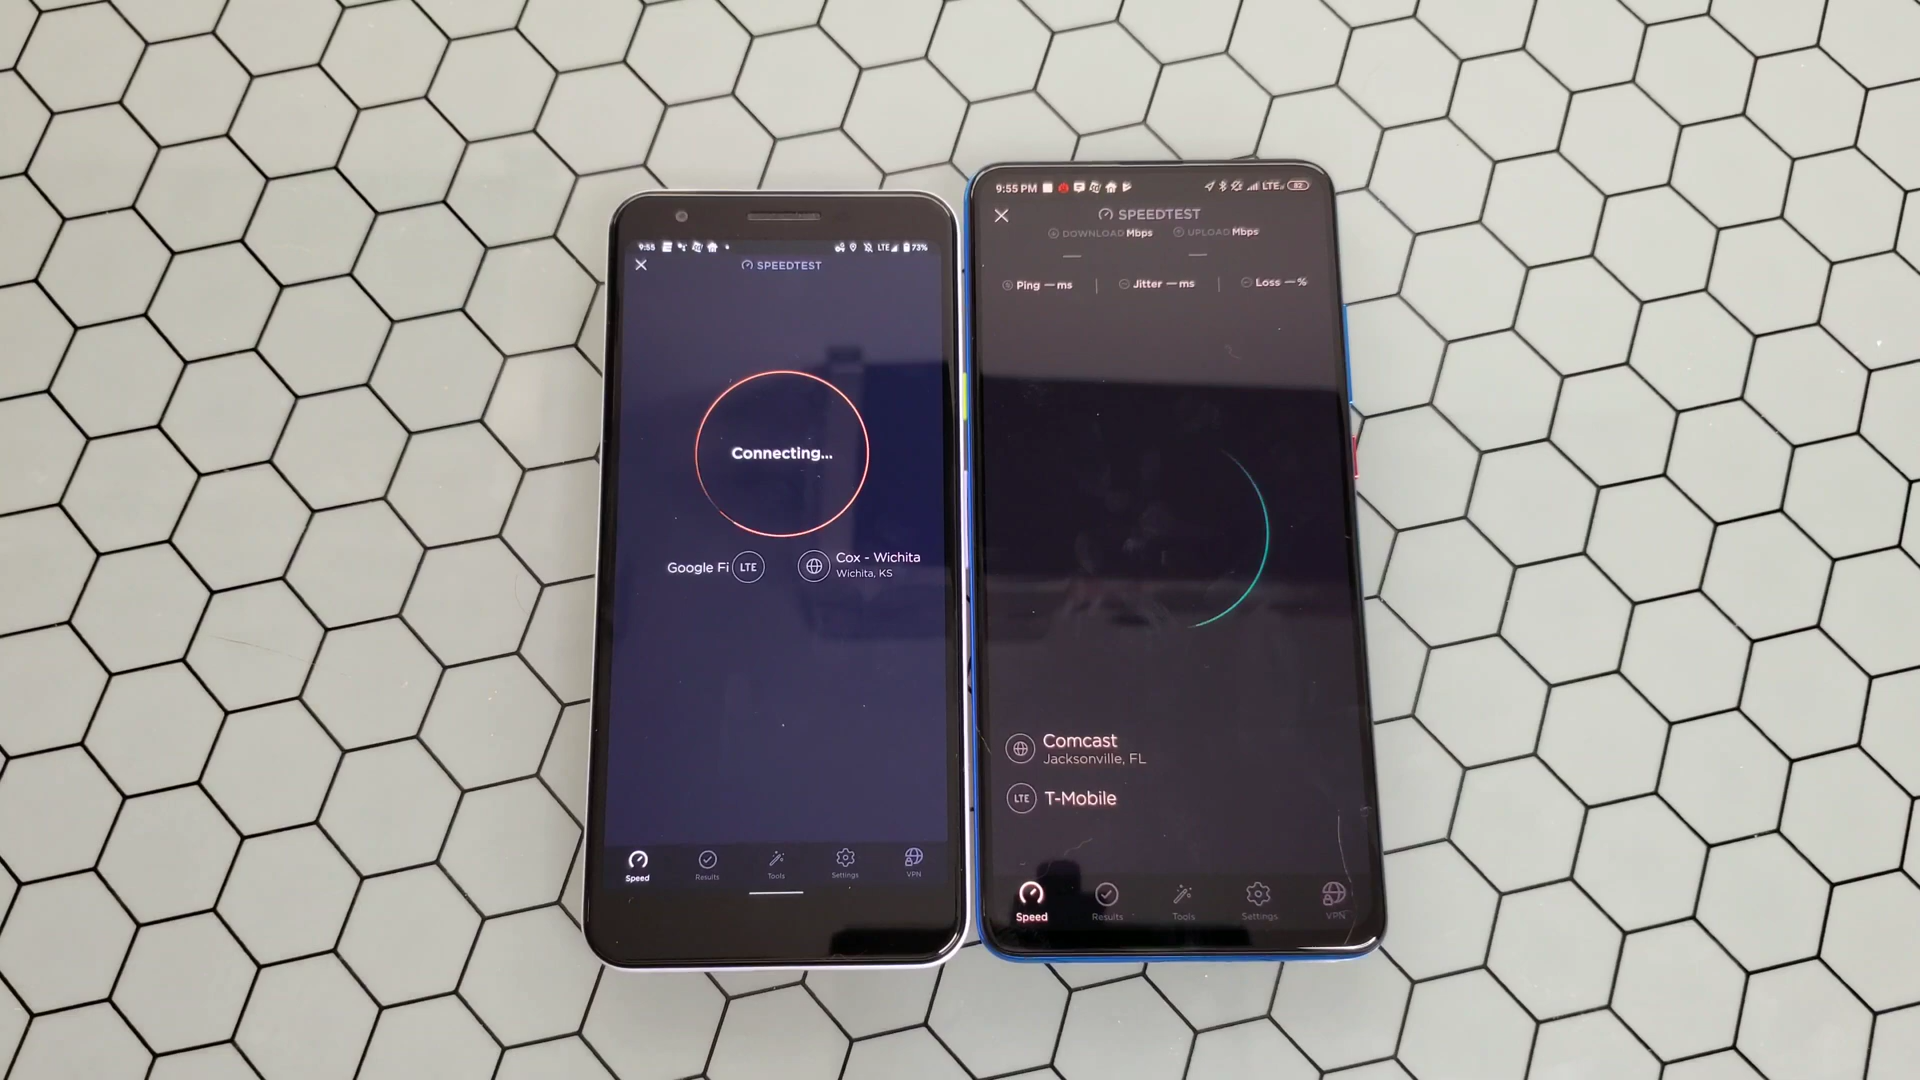 9:55
LTE
73%
SPEEDTEST
Connecting...
Google Fi
LTE
Cox - Wichita
Wichita, KS
Speed
Results
Tools
Settings
VPN
9:55 PM
LTE
82
SPEEDTEST
DOWNLOAD Mbps
UPLOAD Mbps
Ping — ms
Jitter — ms
Loss — %
Comcast
Jacksonville, FL
LTE
T-Mobile
Speed
Results
Tools
Settings
VPN